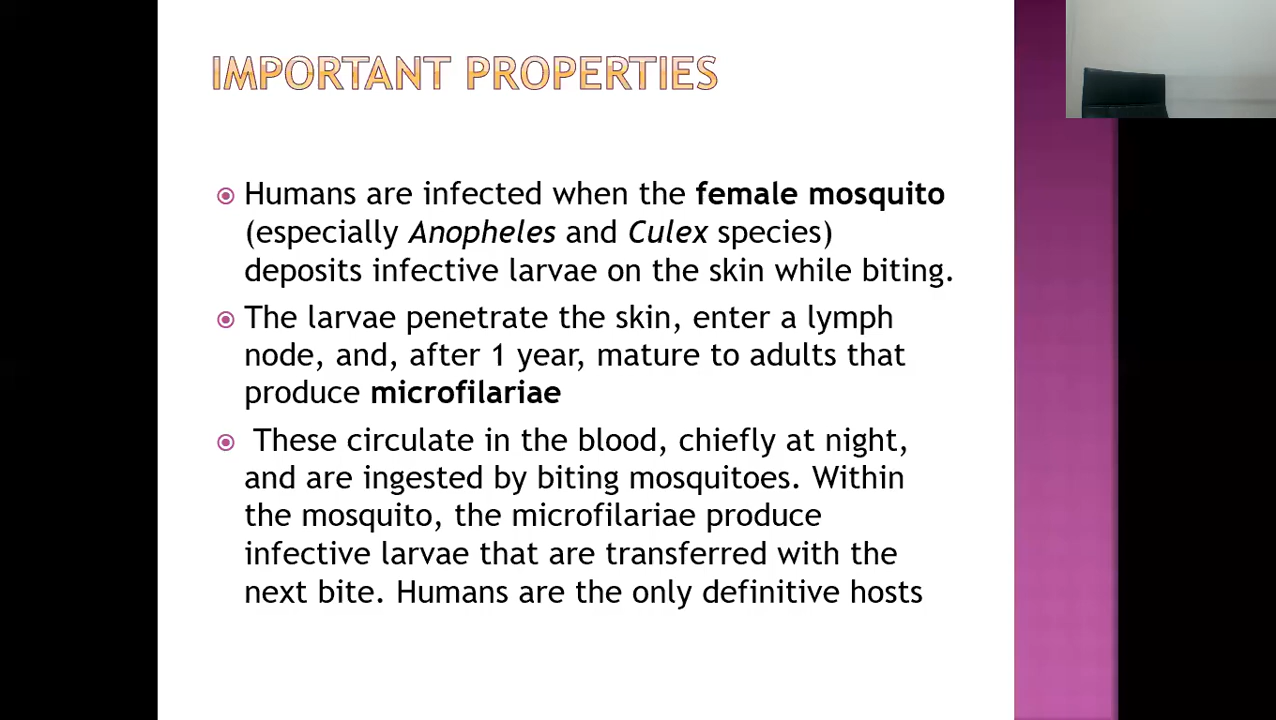 IMPORTANT PROPERTIES
Humans are infected when the female mosquito
(especially Anopheles and Culex species)
deposits infective larvae on the skin while biting.
The larvae penetrate the skin, enter a lymph
node, and, after 1 year, mature to adults that
produce microfilariae
These circulate in the blood, chiefly at night,
and are ingested by biting mosquitoes. Within
the mosquito, the microfilariae produce
infective larvae that are transferred with the
next bite. Humans are the only definitive hosts